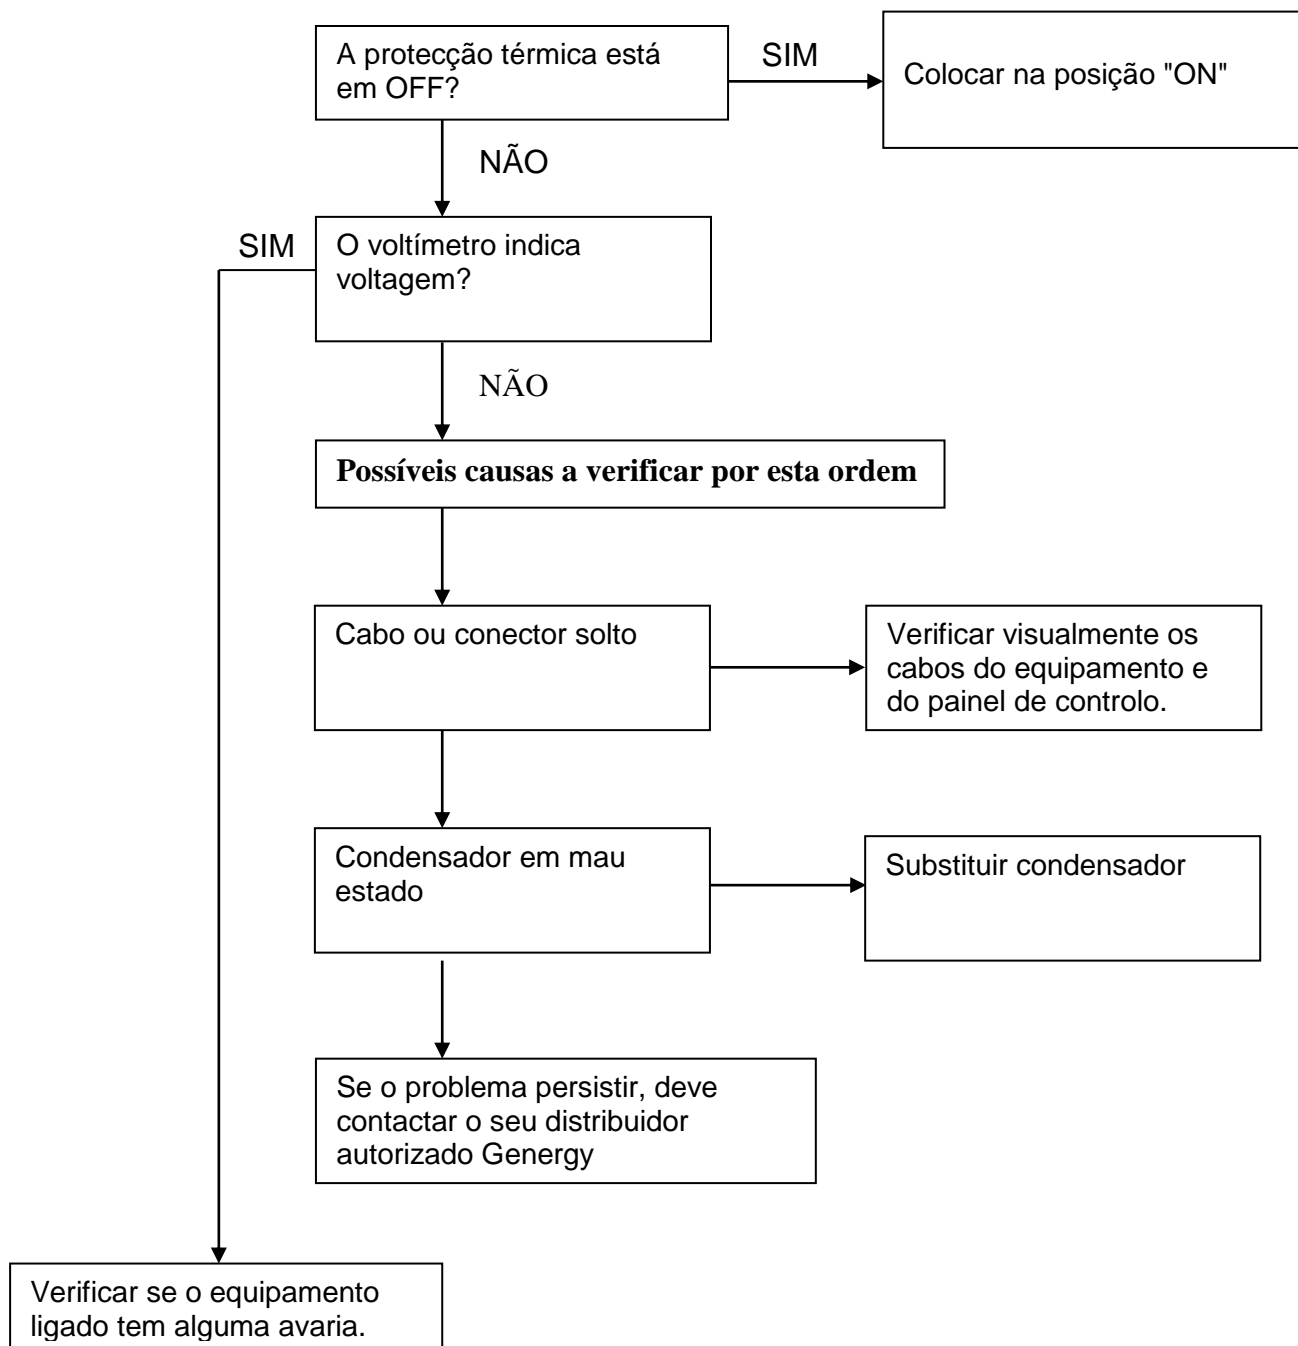 A protecção térmica está
em OFF?
SIM
Colocar na posição "ON"
NÃO
SIM
O voltímetro indica
voltagem?
NÃO
Possíveis causas a verificar por esta ordem
Cabo ou conector solto
Verificar visualmente os
cabos do equipamento e
do painel de controlo.
Condensador em mau
estado
Substituir condensador
Se o problema persistir, deve
contactar o seu distribuidor
autorizado Genergy
Verificar se o equipamento
ligado tem alguma avaria.